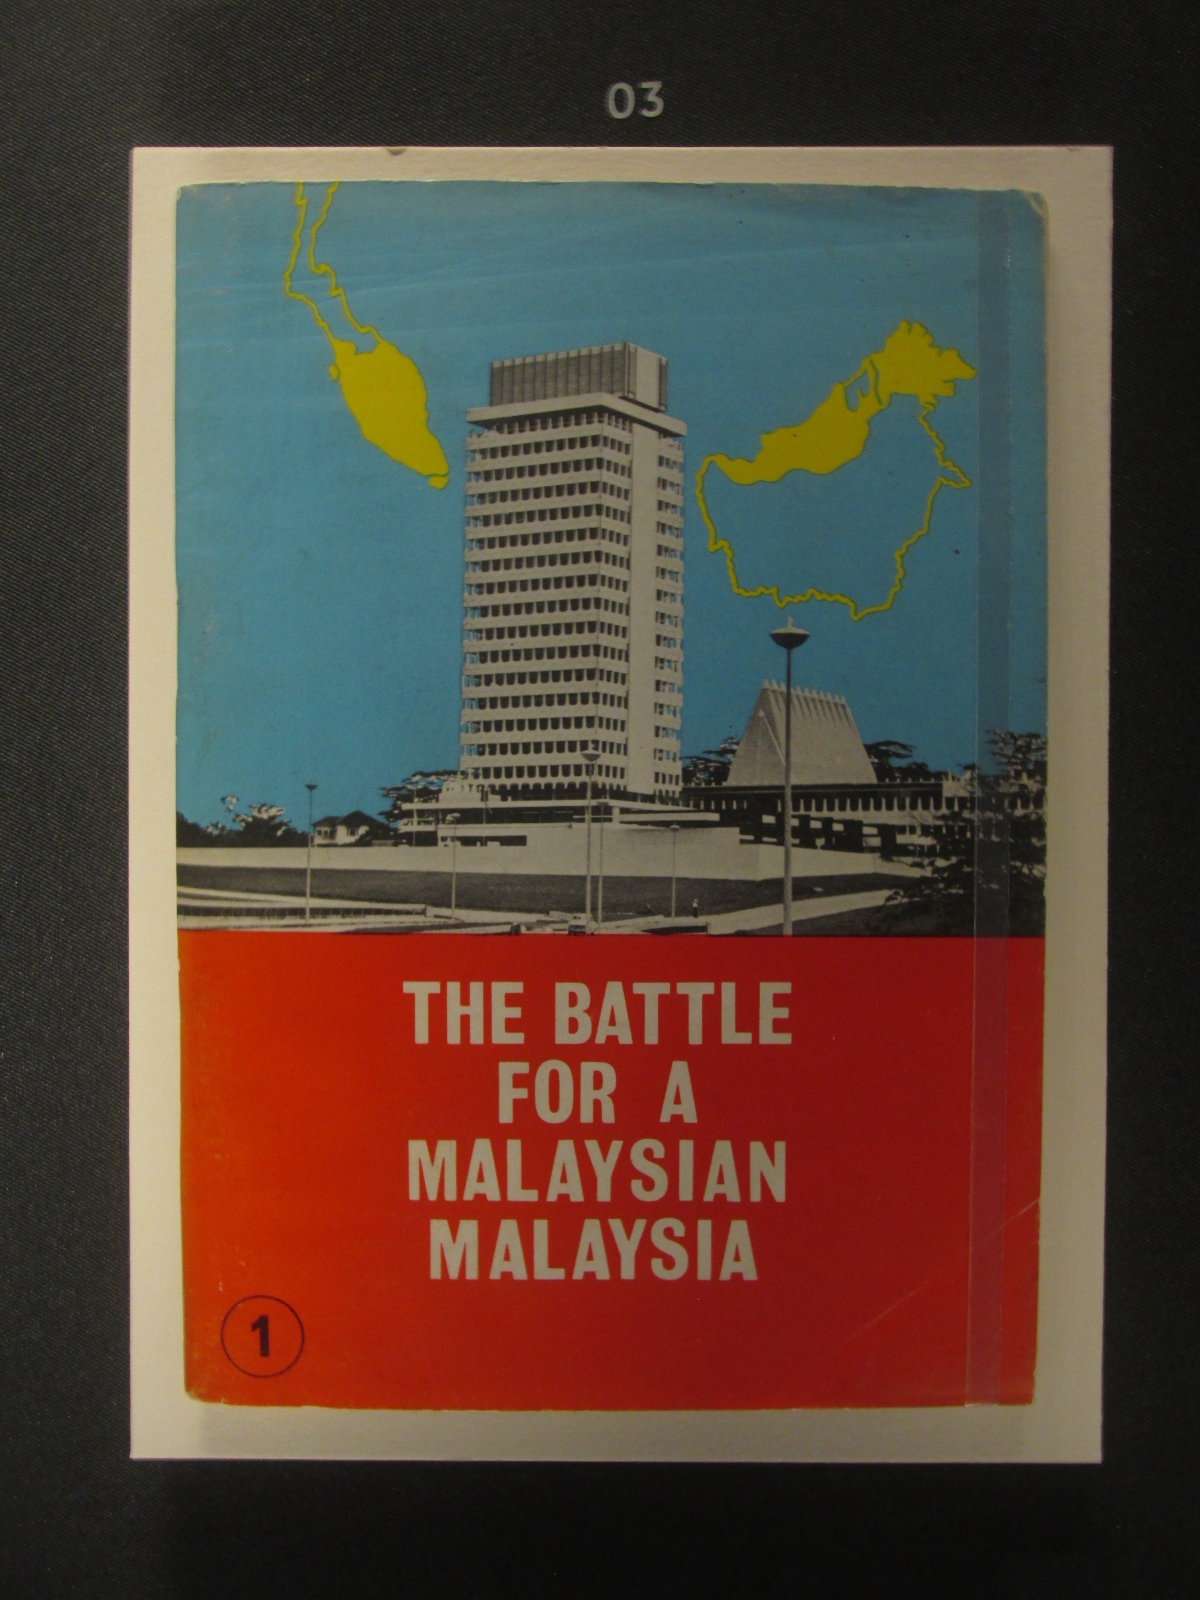 03
THE BATTLE
FOR A
MALAYSIAN
MALAYSIA
1